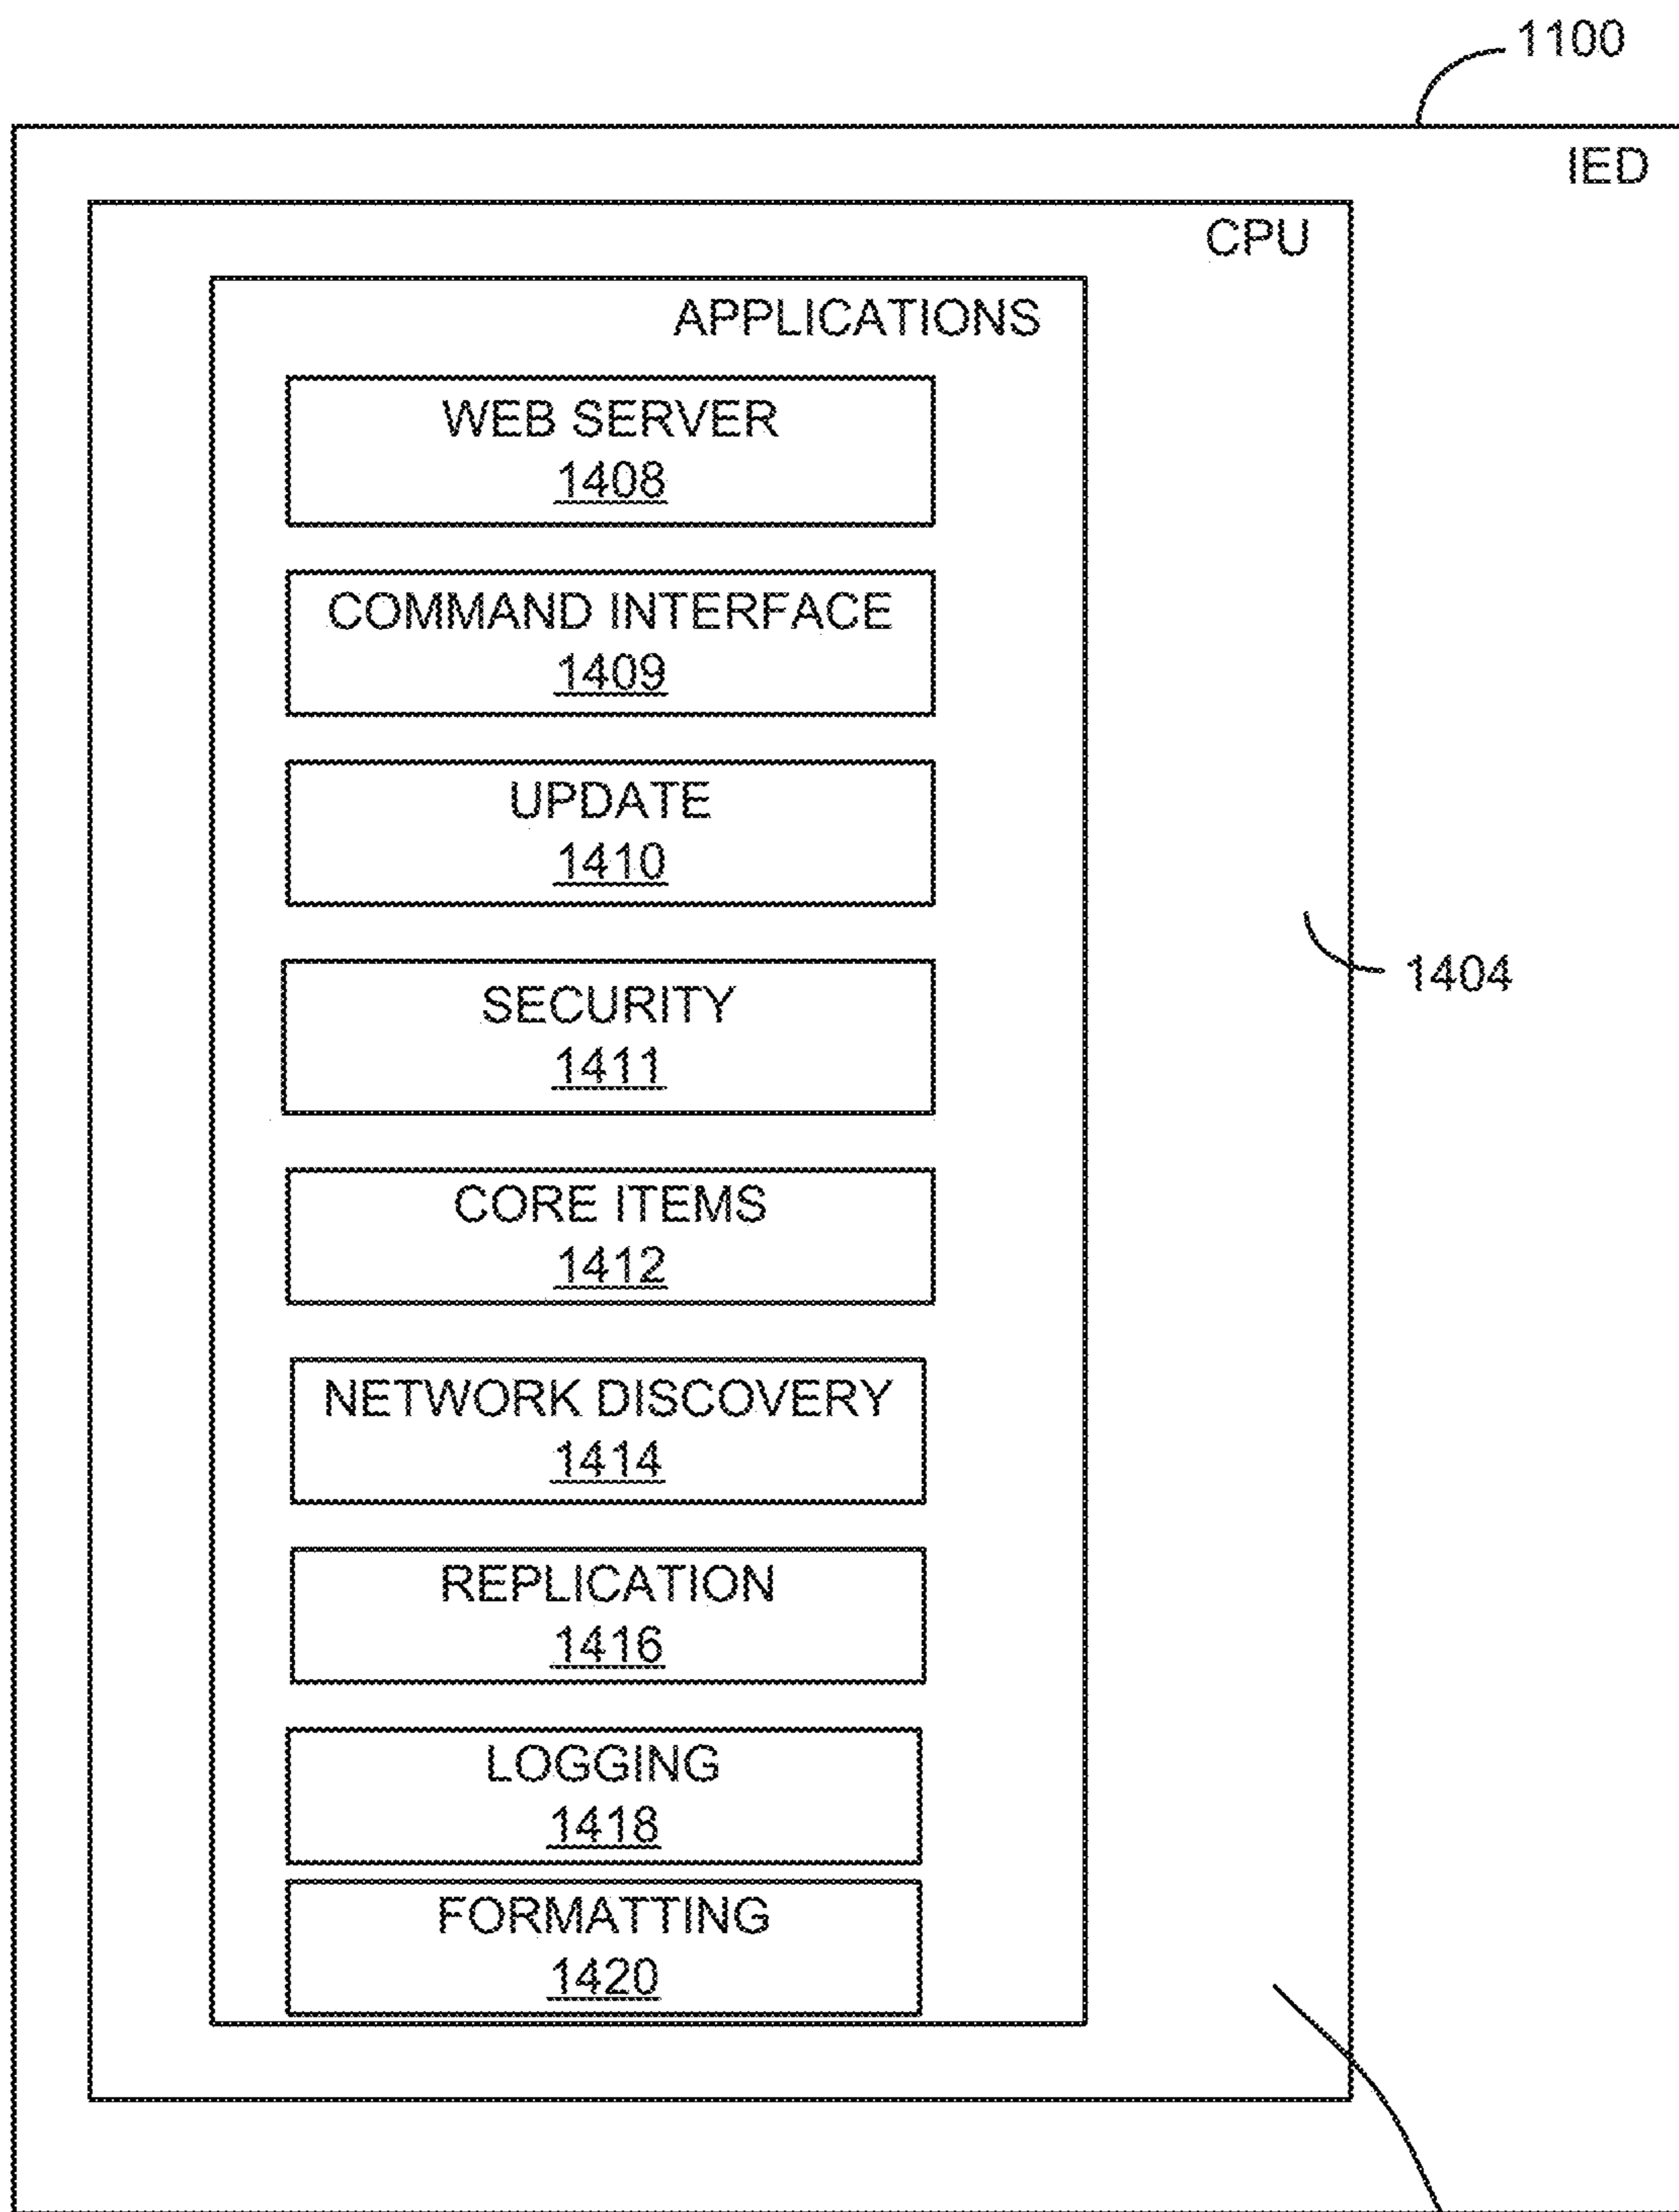 1100
IED
CPU
APPLICATIONS
WEB SERVER
1408
COMMAND INTERFACE
1409
UPDATE
1410
1404
SECURITY
1411
CORE ITEMS
1412
NETWORK DISCOVERY
1414
REPLICATION
1416
LOGGING
1418
FORMATTING
1420